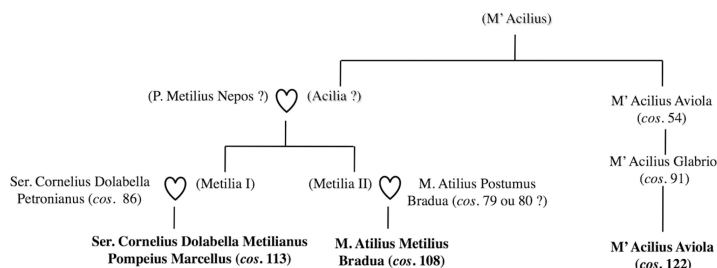 (M’ Acilius)
(P. Metilius Nepos ?)
(Acilia ?)
M’ Acilius Aviola
(cos. 54)
M’ Acilius Glabrio
(cos. 91)
Ser. Cornelius Dolabella
Petronianus (cos. 86)
(Metilia I)
(Metilia II)
M. Atilius Postumus
Bradua (cos. 79 ou 80 ?)
Ser. Cornelius Dolabella Metilianus
Pompeius Marcellus (cos. 113)
M. Atilius Metilius
Bradua (cos. 108)
M’ Acilius Aviola
(cos. 122)